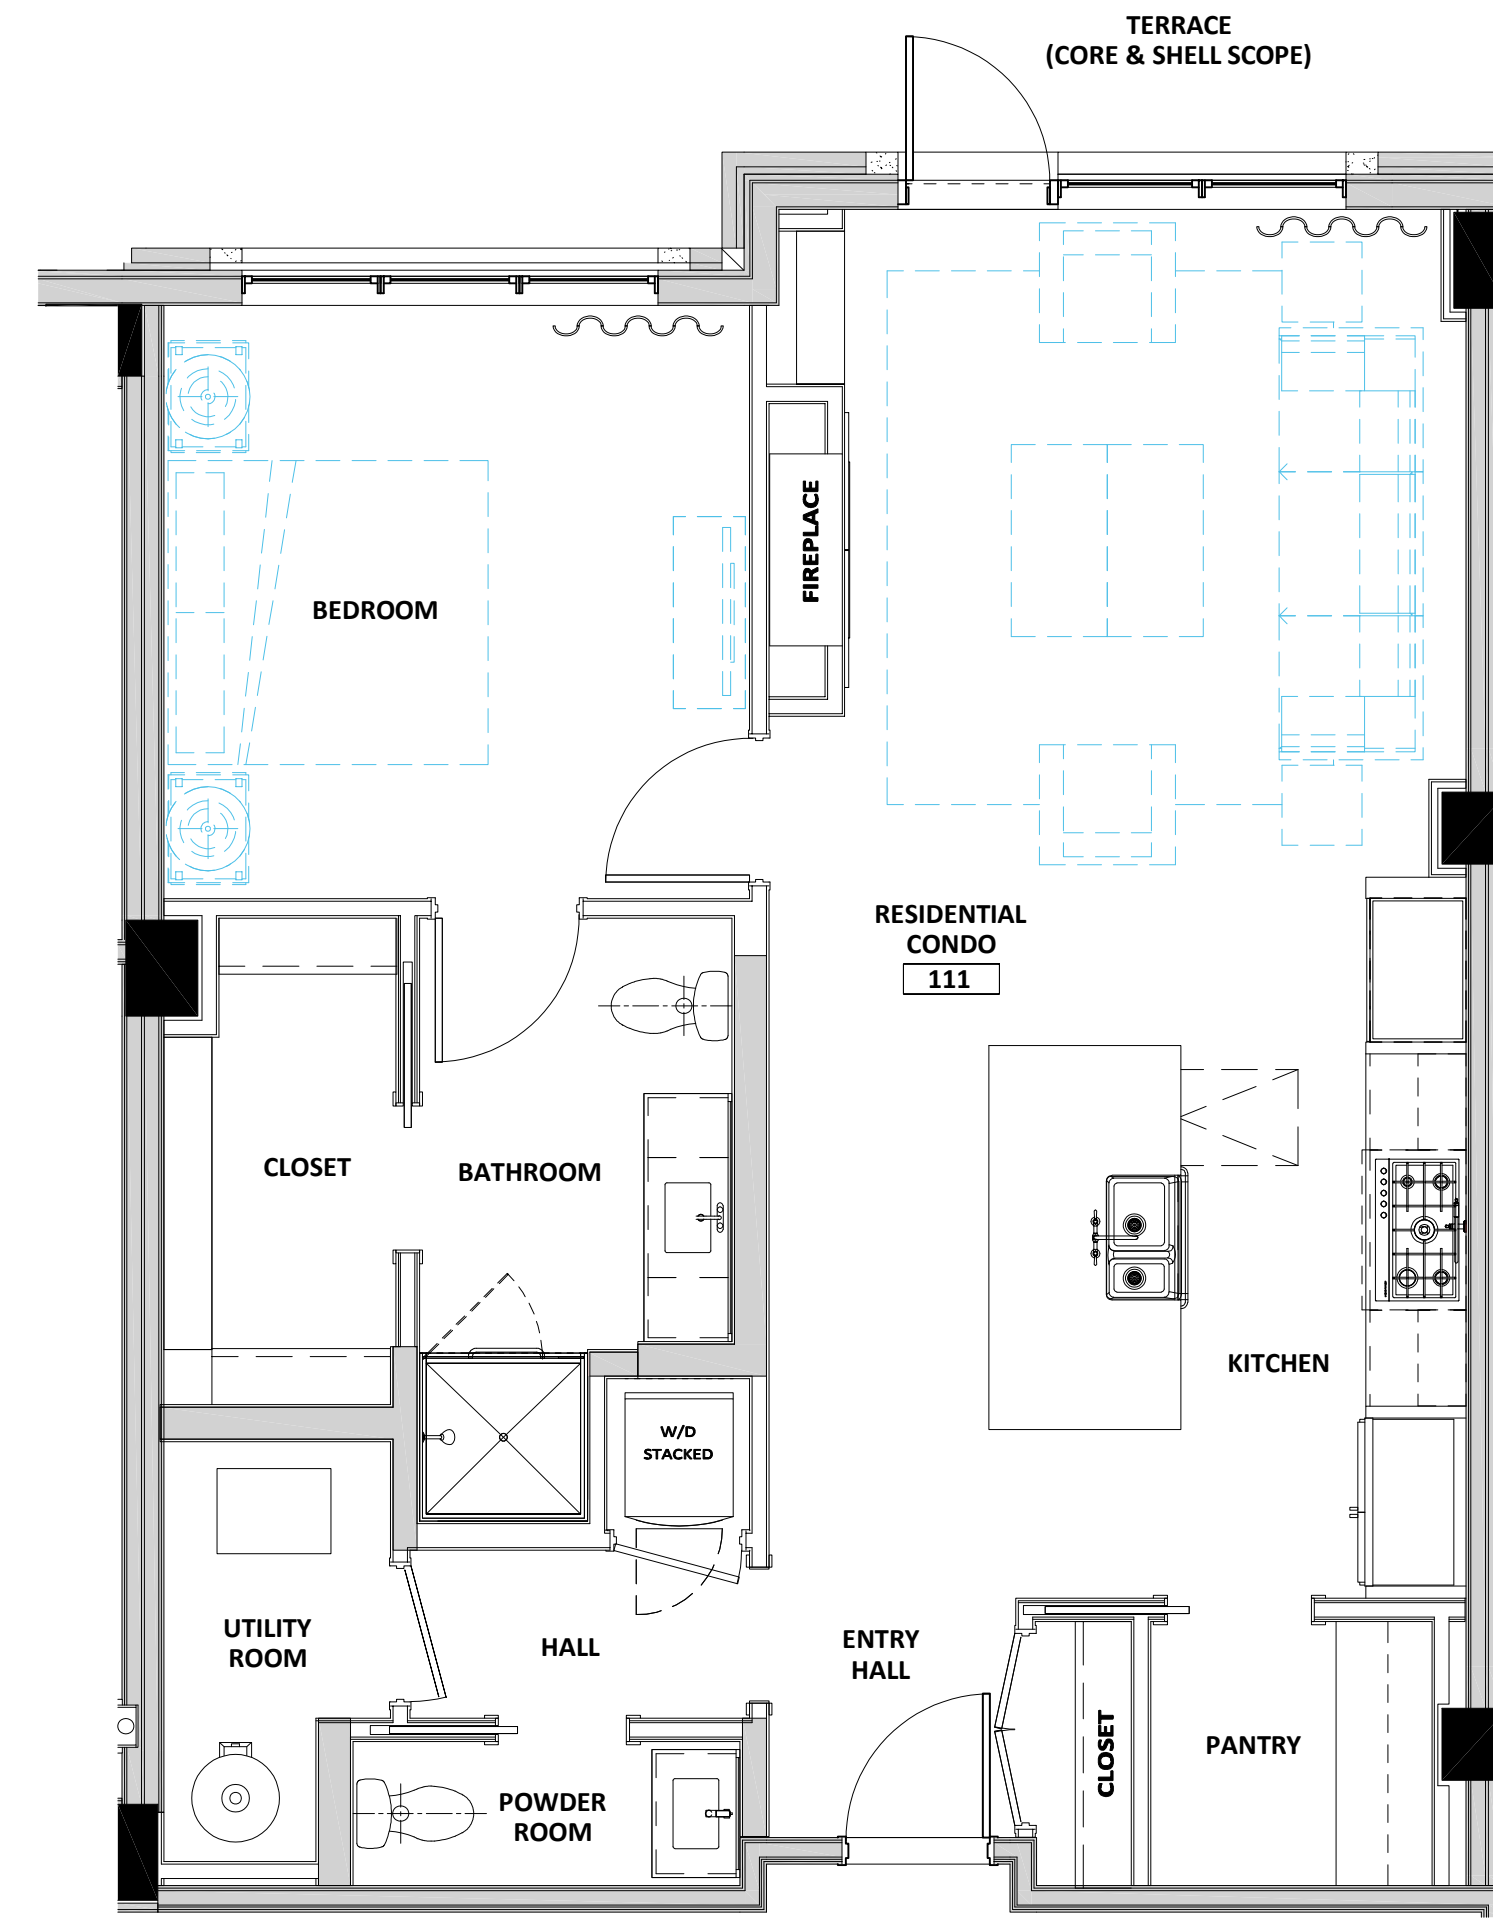 TERRACE
(CORE & SHELL SCOPE)
FIREPLACE
BEDROOM
RESIDENTIAL
CONDO
111
CLOSET
BATHROOM
KITCHEN
W/D
STACKED
UTILITY
ROOM
HALL
ENTRY
HALL
CLOSET
PANTRY
POWDER
ROOM